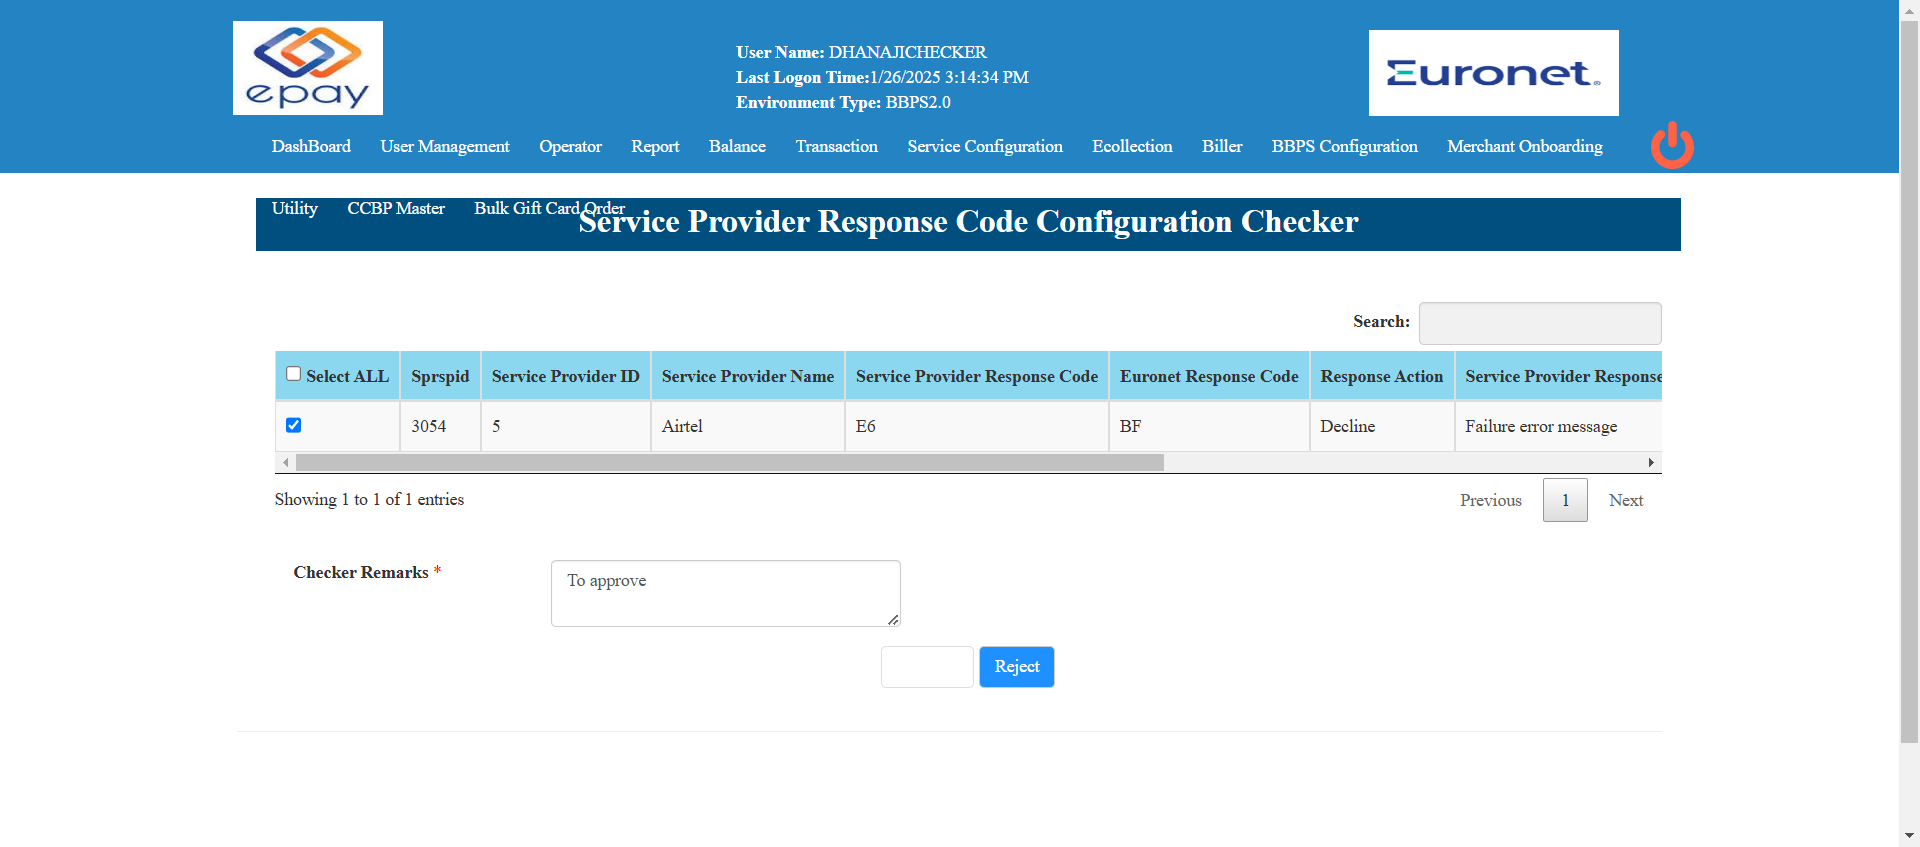 epay
User Name: DHANAJICHECKER
Last Logon Time:1/26/2025 3:14:34 PM
Environment Type: BBPS2.0
Euronet
DashBoard User Management Operator Report Balance Transaction Service Configuration Ecollection Biller BBPS Configuration Merchant Onboarding
Utility CCBP Master Bulk Gift Card Order
Service Provider Response Code Configuration Checker
Search:
Select ALL Sprspid Service Provider ID Service Provider Name Service Provider Response Code Euronet Response Code Response Action Service Provider Response
3054 5 Airtel E6 BF Decline Failure error message
Showing 1 to 1 of 1 entries
Previous 1 Next
Checker Remarks *
To approve
Reject